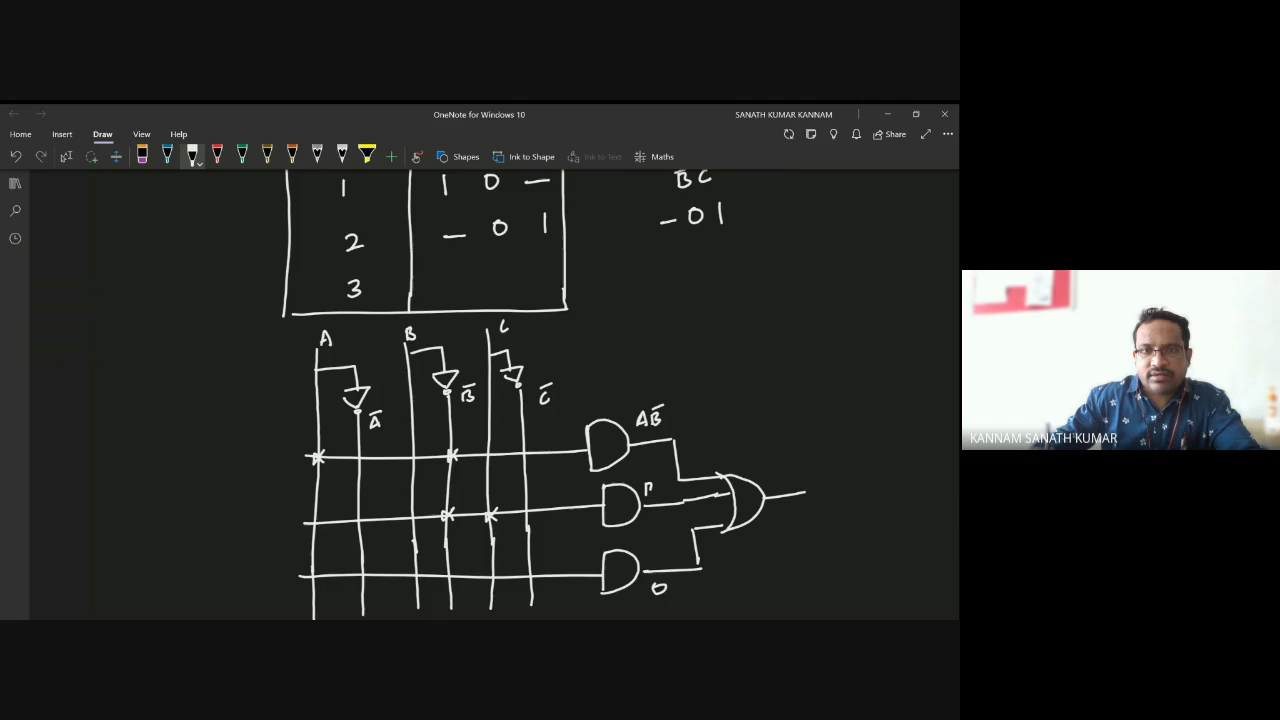 OneNote for Windows 10
SANATH KUMAR KANNAM
Home Insert Draw View Help
Share
Shapes Ink to Shape Ink to Text Maths
1 1 0 — B̅C
2 — 0 1 — 0 1
3
A B C
A̅ B̅ C̅
AB̅
0
KANNAM SANATH KUMAR